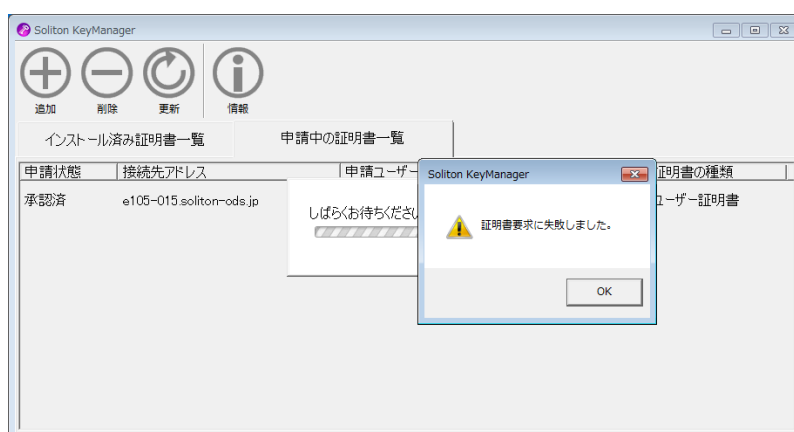 Soliton KeyManager
追加 削除 更新 情報
インストール済み証明書一覧 申請中の証明書一覧
申請状態 接続先アドレス 申請ユーザー 証明書の種類
承認済 e105-015.soliton-ods.jp ユーザー証明書
しばらくお待ちくださ
Soliton KeyManager
証明書要求に失敗しました。
OK